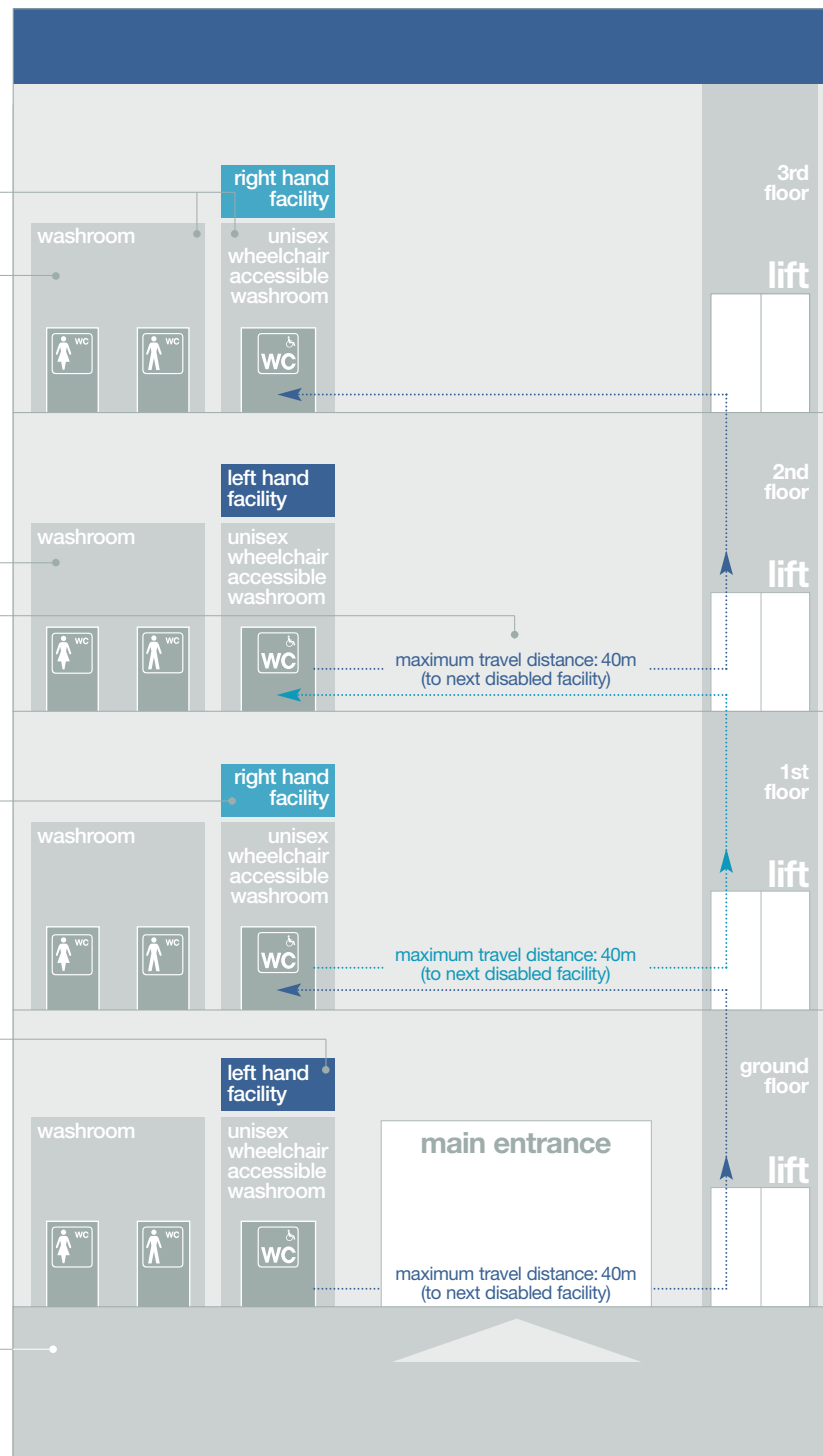 right hand
facility
3rd
floor
washroom
unisex
wheelchair
accessible
washroom
lift
WC
WC
WC
left hand
facility
2nd
floor
washroom
unisex
wheelchair
accessible
washroom
lift
WC
WC
WC
maximum travel distance: 40m
(to next disabled facility)
right hand
facility
1st
floor
washroom
unisex
wheelchair
accessible
washroom
lift
WC
WC
WC
maximum travel distance: 40m
(to next disabled facility)
left hand
facility
ground
floor
washroom
unisex
wheelchair
accessible
washroom
main entrance
lift
WC
WC
WC
maximum travel distance: 40m
(to next disabled facility)